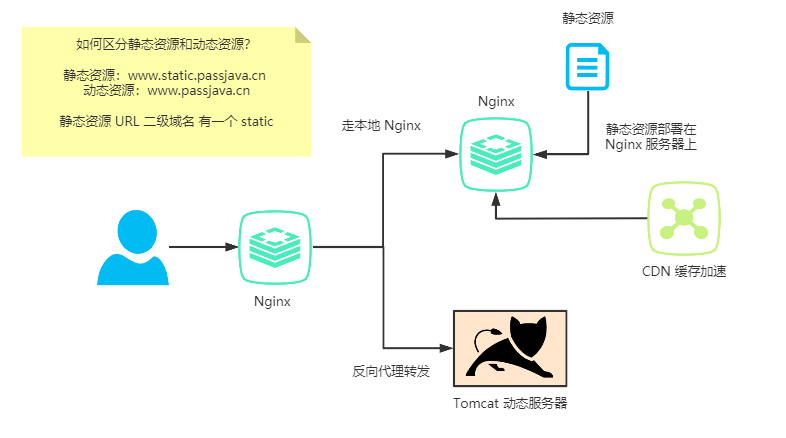 如何区分静态资源和动态资源?
静态资源：www.static.passjava.cn
动态资源：www.passjava.cn
静态资源 URL 二级域名 有一个 static
静态资源
Nginx
走本地 Nginx
静态资源部署在
Nginx 服务器上
CDN 缓存加速
Nginx
反向代理转发
Tomcat 动态服务器